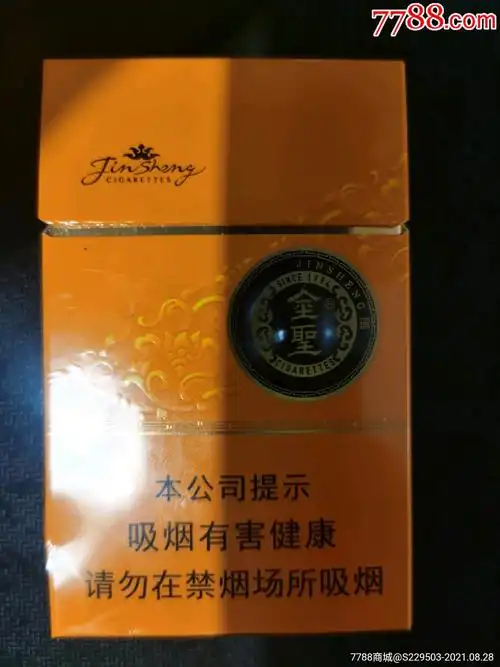 7788.com
JinSheng
CIGARETTES
JINSHENG
SINCE 1994
金聖
CIGARETTES
本公司提示
吸烟有害健康
请勿在禁烟场所吸烟
7788商城@S229503-2021.08.28